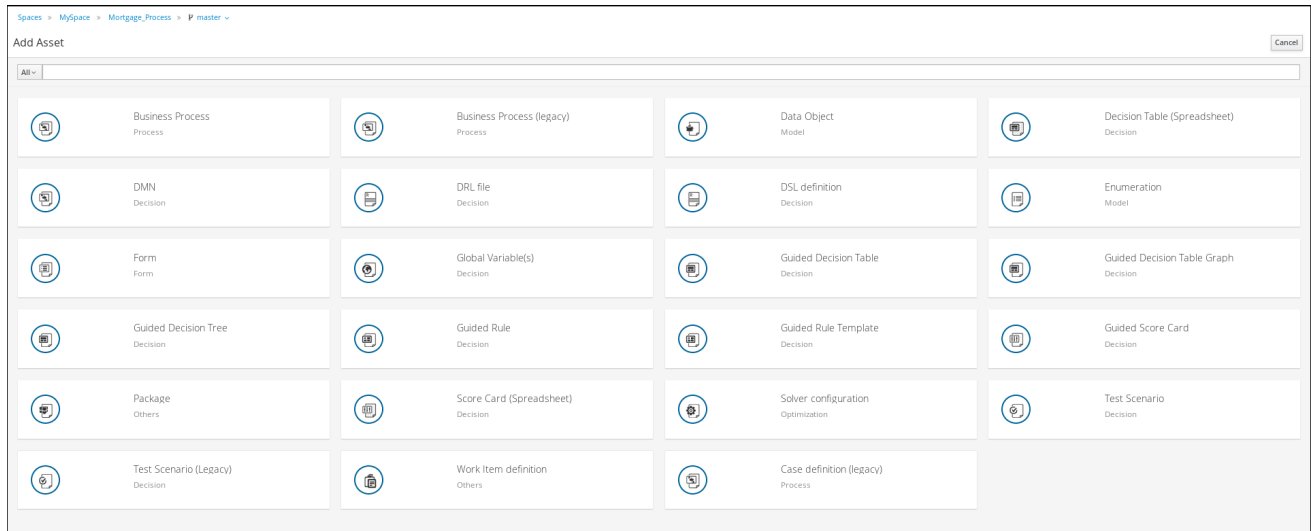 Spaces » MySpace » Mortgage_Process » master
Add Asset
Cancel
All
Business Process
Process
Business Process (legacy)
Process
Data Object
Model
Decision Table (Spreadsheet)
Decision
DMN
Decision
DRL file
Decision
DSL definition
Decision
Enumeration
Model
Form
Form
Global Variable(s)
Decision
Guided Decision Table
Decision
Guided Decision Table Graph
Decision
Guided Decision Tree
Decision
Guided Rule
Decision
Guided Rule Template
Decision
Guided Score Card
Decision
Package
Others
Score Card (Spreadsheet)
Decision
Solver configuration
Optimization
Test Scenario
Decision
Test Scenario (Legacy)
Decision
Work Item definition
Others
Case definition (legacy)
Process